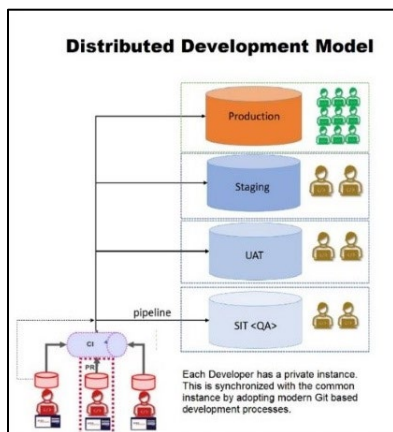 Distributed Development Model
Production
Staging
UAT
pipeline
SIT <QA>
CI
PR
Each Developer has a private instance.
This is synchronized with the common
instance by adopting modern Git based
development processes.